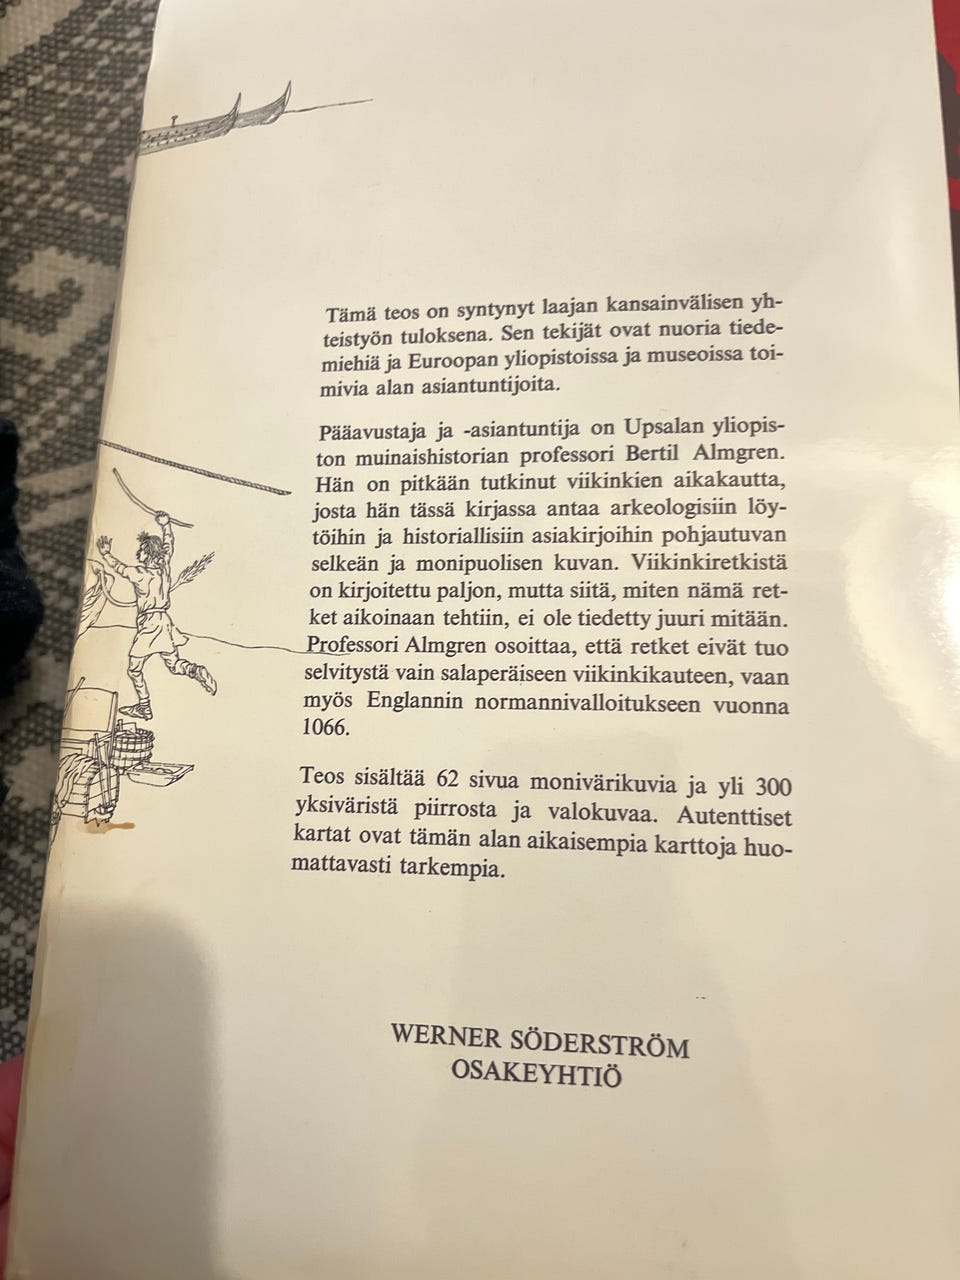 Tämä teos on syntynyt laajan kansainvälisen yh-
teistyön tuloksena. Sen tekijät ovat nuoria tiede-
miehiä ja Euroopan yliopistoissa ja museoissa toi-
mivia alan asiantuntijoita.
Pääavustaja ja -asiantuntija on Upsalan yliopis-
ton muinaishistorian professori Bertil Almgren.
Hän on pitkään tutkinut viikinkien aikakautta,
josta hän tässä kirjassa antaa arkeologisiin löy-
töihin ja historiallisiin asiakirjoihin pohjautuvan
selkeän ja monipuolisen kuvan. Viikinkiretkistä
on kirjoitettu paljon, mutta siitä, miten nämä ret-
ket aikoinaan tehtiin, ei ole tiedetty juuri mitään.
Professori Almgren osoittaa, että retket eivät tuo
selvitystä vain salaperäiseen viikinkikauteen, vaan
myös Englannin normannivalloitukseen vuonna
1066.
Teos sisältää 62 sivua monivärikuvia ja yli 300
yksiväristä piirrosta ja valokuvaa. Autenttiset
kartat ovat tämän alan aikaisempia karttoja huo-
mattavasti tarkempia.
WERNER SÖDERSTRÖM
OSAKEYHTIÖ